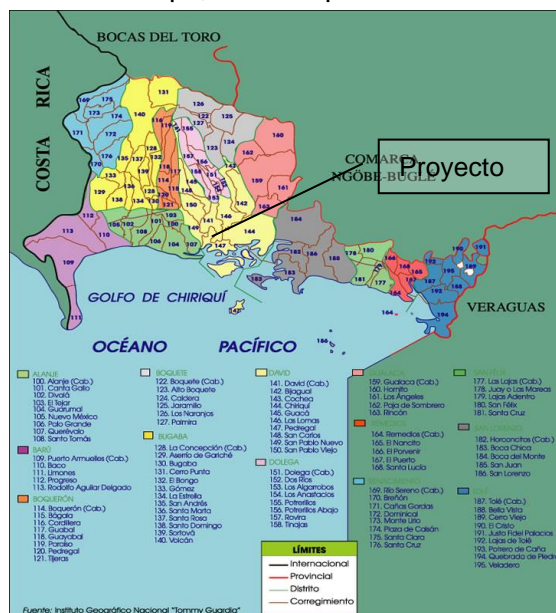 BOCAS DEL TORO
COSTA RICA
Proyecto
COMARCA
NGÖBE-BUGLE
VERAGUAS
GOLFO DE CHIRIQUÍ
OCÉANO PACÍFICO
ALANJE
100. Alanje (Cab.)
101. Canta Gallo
102. Divalá
103. El Tejar
104. Guarumal
105. Nuevo México
106. Palo Grande
107. Querévalo
108. Santo Tomás
BARÚ
109. Puerto Armuelles (Cab.)
110. Baco
111. Limones
112. Progreso
113. Rodolfo Aguilar Delgado
BOQUERÓN
114. Boquerón (Cab.)
115. Bágala
116. Cordillera
117. Guabal
118. Guayabal
119. Paraíso
120. Pedregal
121. Tijeras
BOQUETE
122. Boquete (Cab.)
123. Alto Boquete
124. Caldera
125. Jaramillo
126. Los Naranjos
127. Palmira
BUGABA
128. La Concepción (Cab.)
129. Aserrío de Gariché
130. Bugaba
131. Cerro Punta
132. El Bongo
133. Gómez
134. La Estrella
135. San Andrés
136. Santa Marta
137. Santa Rosa
138. Santo Domingo
139. Sortová
140. Volcán
DAVID
141. David (Cab.)
142. Bijagual
143. Cochea
144. Chiriquí
145. Guacá
146. Las Lomas
147. Pedregal
148. San Carlos
149. San Pablo Nuevo
150. San Pablo Viejo
DOLEGA
151. Dolega (Cab.)
152. Dos Ríos
153. Los Algarrobos
154. Los Anastacios
155. Potrerillos
156. Potrerillos Abajo
157. Rovira
158. Tinajas
GUALACA
159. Gualaca (Cab.)
160. Hornito
161. Los Ángeles
162. Paja de Sombrero
163. Rincón
REMEDIOS
164. Remedios (Cab.)
165. El Nancito
166. El Porvenir
167. El Puerto
168. Santa Lucía
RENACIMIENTO
169. Río Sereno (Cab.)
170. Breñón
171. Cañas Gordas
172. Dominical
173. Monte Lirio
174. Plaza de Caisán
175. Santa Clara
176. Santa Cruz
SAN FÉLIX
177. Las Lajas (Cab.)
178. Juay o Las Mareas
179. Lajas Adentro
180. San Félix
181. Santa Cruz
SAN LORENZO
182. Horconcitos (Cab.)
183. Boca Chica
184. Boca del Monte
185. San Juan
186. San Lorenzo
TOLÉ
187. Tolé (Cab.)
188. Bella Vista
189. Cerro Viejo
190. El Cristo
191. Justo Fidel Palacios
192. Lajas de Tolé
193. Potrero de Caña
194. Quebrada de Piedra
195. Veladero
LÍMITES
Internacional
Provincial
Distrito
Corregimiento
Fuente: Instituto Geográfico Nacional "Tommy Guardia"